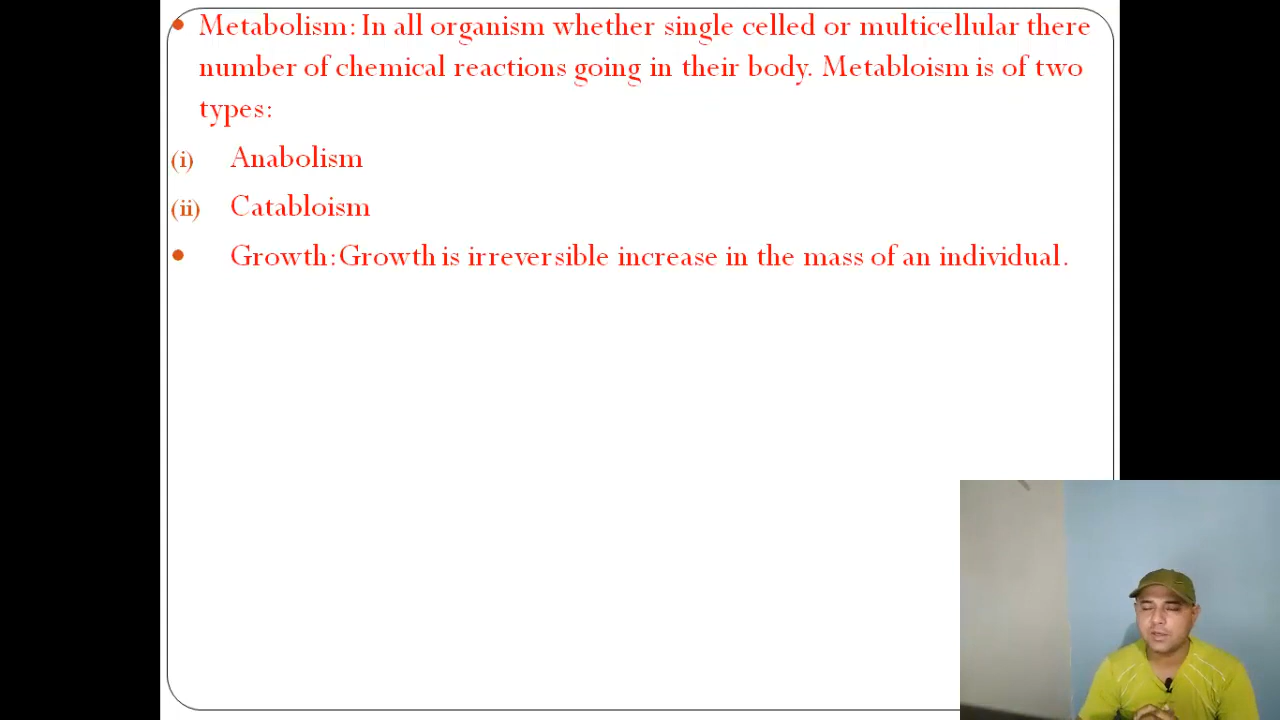 • Metabolism: In all organism whether single celled or multicellular there
number of chemical reactions going in their body. Metabloism is of two
types:
(i) Anabolism
(ii) Catabloism
• Growth: Growth is irreversible increase in the mass of an individual.